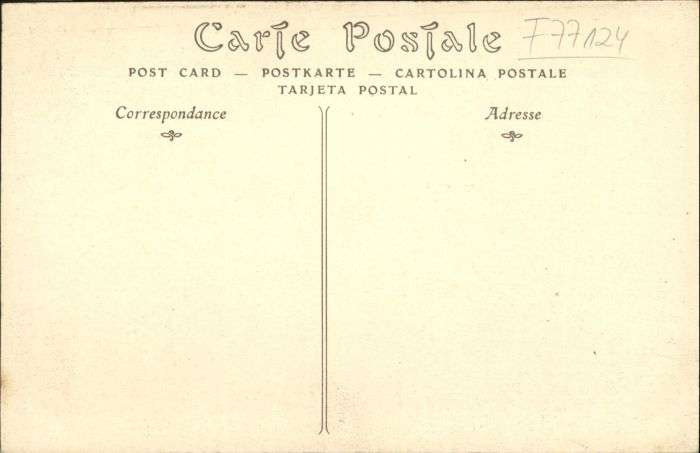 Carte Postale F77124
POST CARD — POSTKARTE — CARTOLINA POSTALE
TARJETA POSTAL
Correspondance Adresse